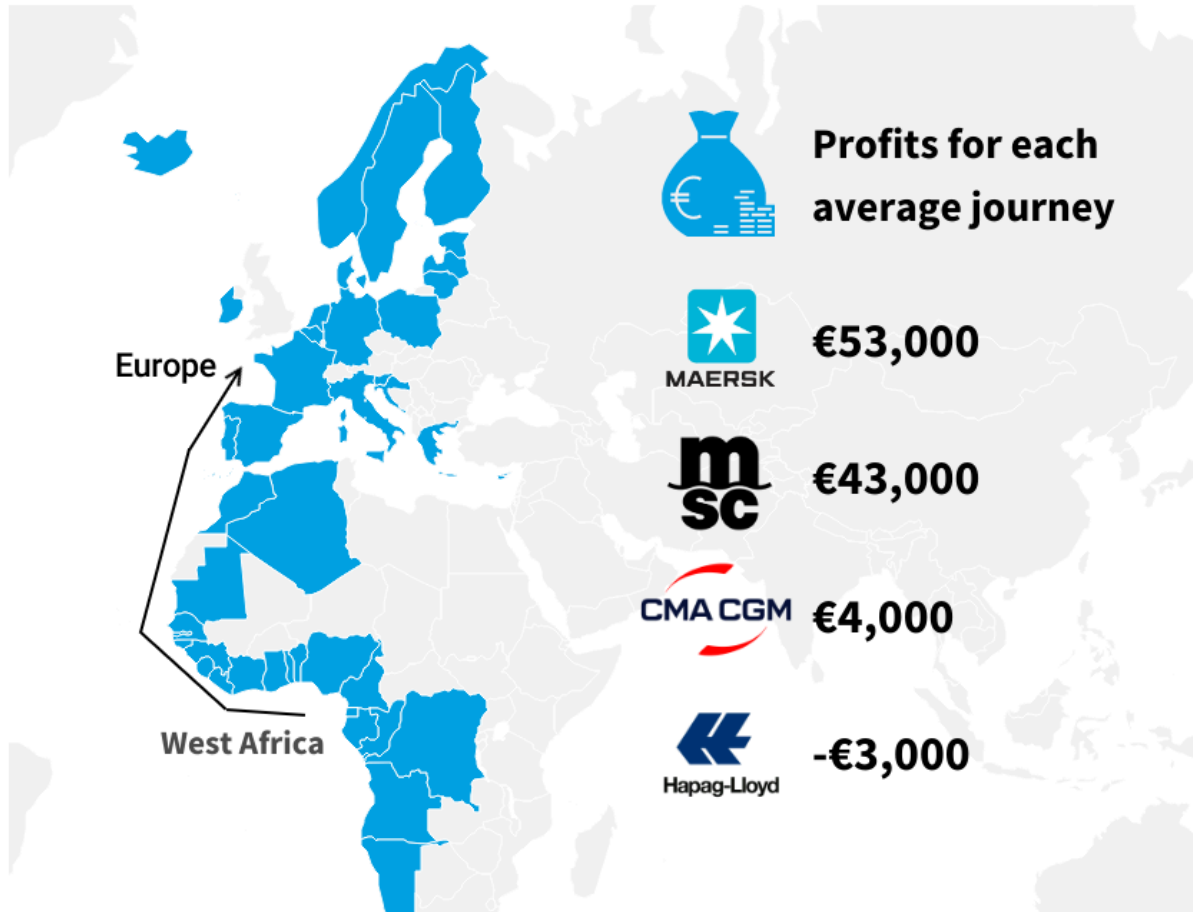 Profits for each
average journey
€
MAERSK
€53,000
Europe
msc
€43,000
CMA CGM
€4,000
West Africa
Hapag-Lloyd
-€3,000